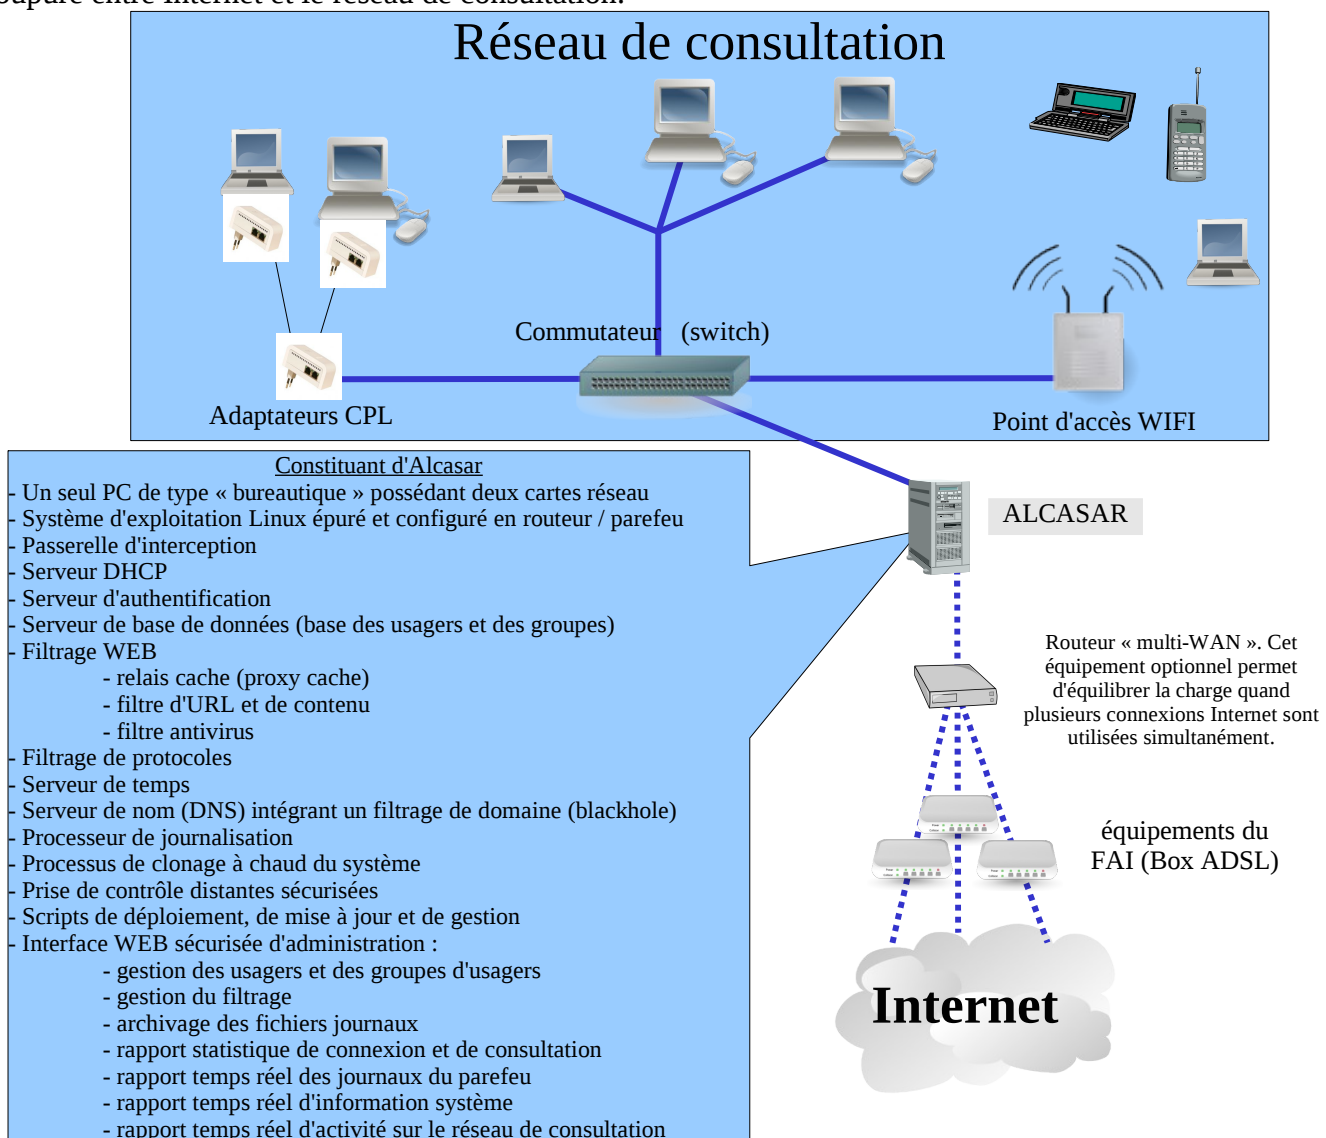 oupure entre Internet et le réseau de consultation.
Réseau de consultation
Commutateur (switch)
Adaptateurs CPL
Point d'accès WIFI
Constituant d'Alcasar
- Un seul PC de type « bureautique » possédant deux cartes réseau
- Système d'exploitation Linux épuré et configuré en routeur / parefeu
- Passerelle d'interception
- Serveur DHCP
- Serveur d'authentification
- Serveur de base de données (base des usagers et des groupes)
- Filtrage WEB
- relais cache (proxy cache)
- filtre d'URL et de contenu
- filtre antivirus
- Filtrage de protocoles
- Serveur de temps
- Serveur de nom (DNS) intégrant un filtrage de domaine (blackhole)
- Processeur de journalisation
- Processus de clonage à chaud du système
- Prise de contrôle distantes sécurisées
- Scripts de déploiement, de mise à jour et de gestion
- Interface WEB sécurisée d'administration :
- gestion des usagers et des groupes d'usagers
- gestion du filtrage
- archivage des fichiers journaux
- rapport statistique de connexion et de consultation
- rapport temps réel des journaux du parefeu
- rapport temps réel d'information système
- rapport temps réel d'activité sur le réseau de consultation
ALCASAR
Routeur « multi-WAN ». Cet
équipement optionnel permet
d'équilibrer la charge quand
plusieurs connexions Internet sont
utilisées simultanément.
équipements du
FAI (Box ADSL)
Internet